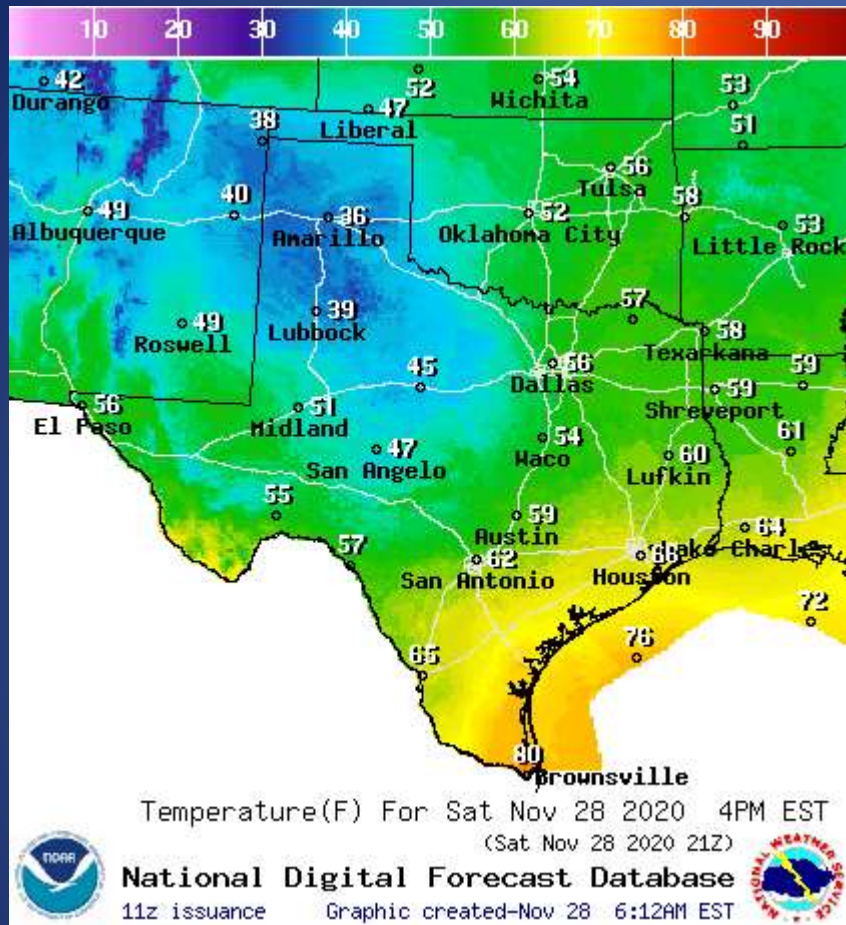 10 20 30 40 50 60 70 80 90
42
Durango
52
54
Wichita
53
47
Liberal
38
51
56
Tulsa
49
Albuquerque
40
36
Amarillo
52
Oklahoma City
58
53
Little Rock
49
Roswell
39
Lubbock
57
58
Texarkana
56
Dallas
45
59
Shreveport
59
56
El Paso
51
Midland
47
San Angelo
54
Waco
60
Lufkin
61
55
59
Austin
64
Lake Charles
57
62
San Antonio
66
Houston
72
76
65
80
Brownsville
Temperature(F) For Sat Nov 28 2020 4PM EST
(Sat Nov 28 2020 21Z)
NOAA
National Digital Forecast Database
11z issuance Graphic created-Nov 28 6:12AM EST
NATIONAL WEATHER SERVICE